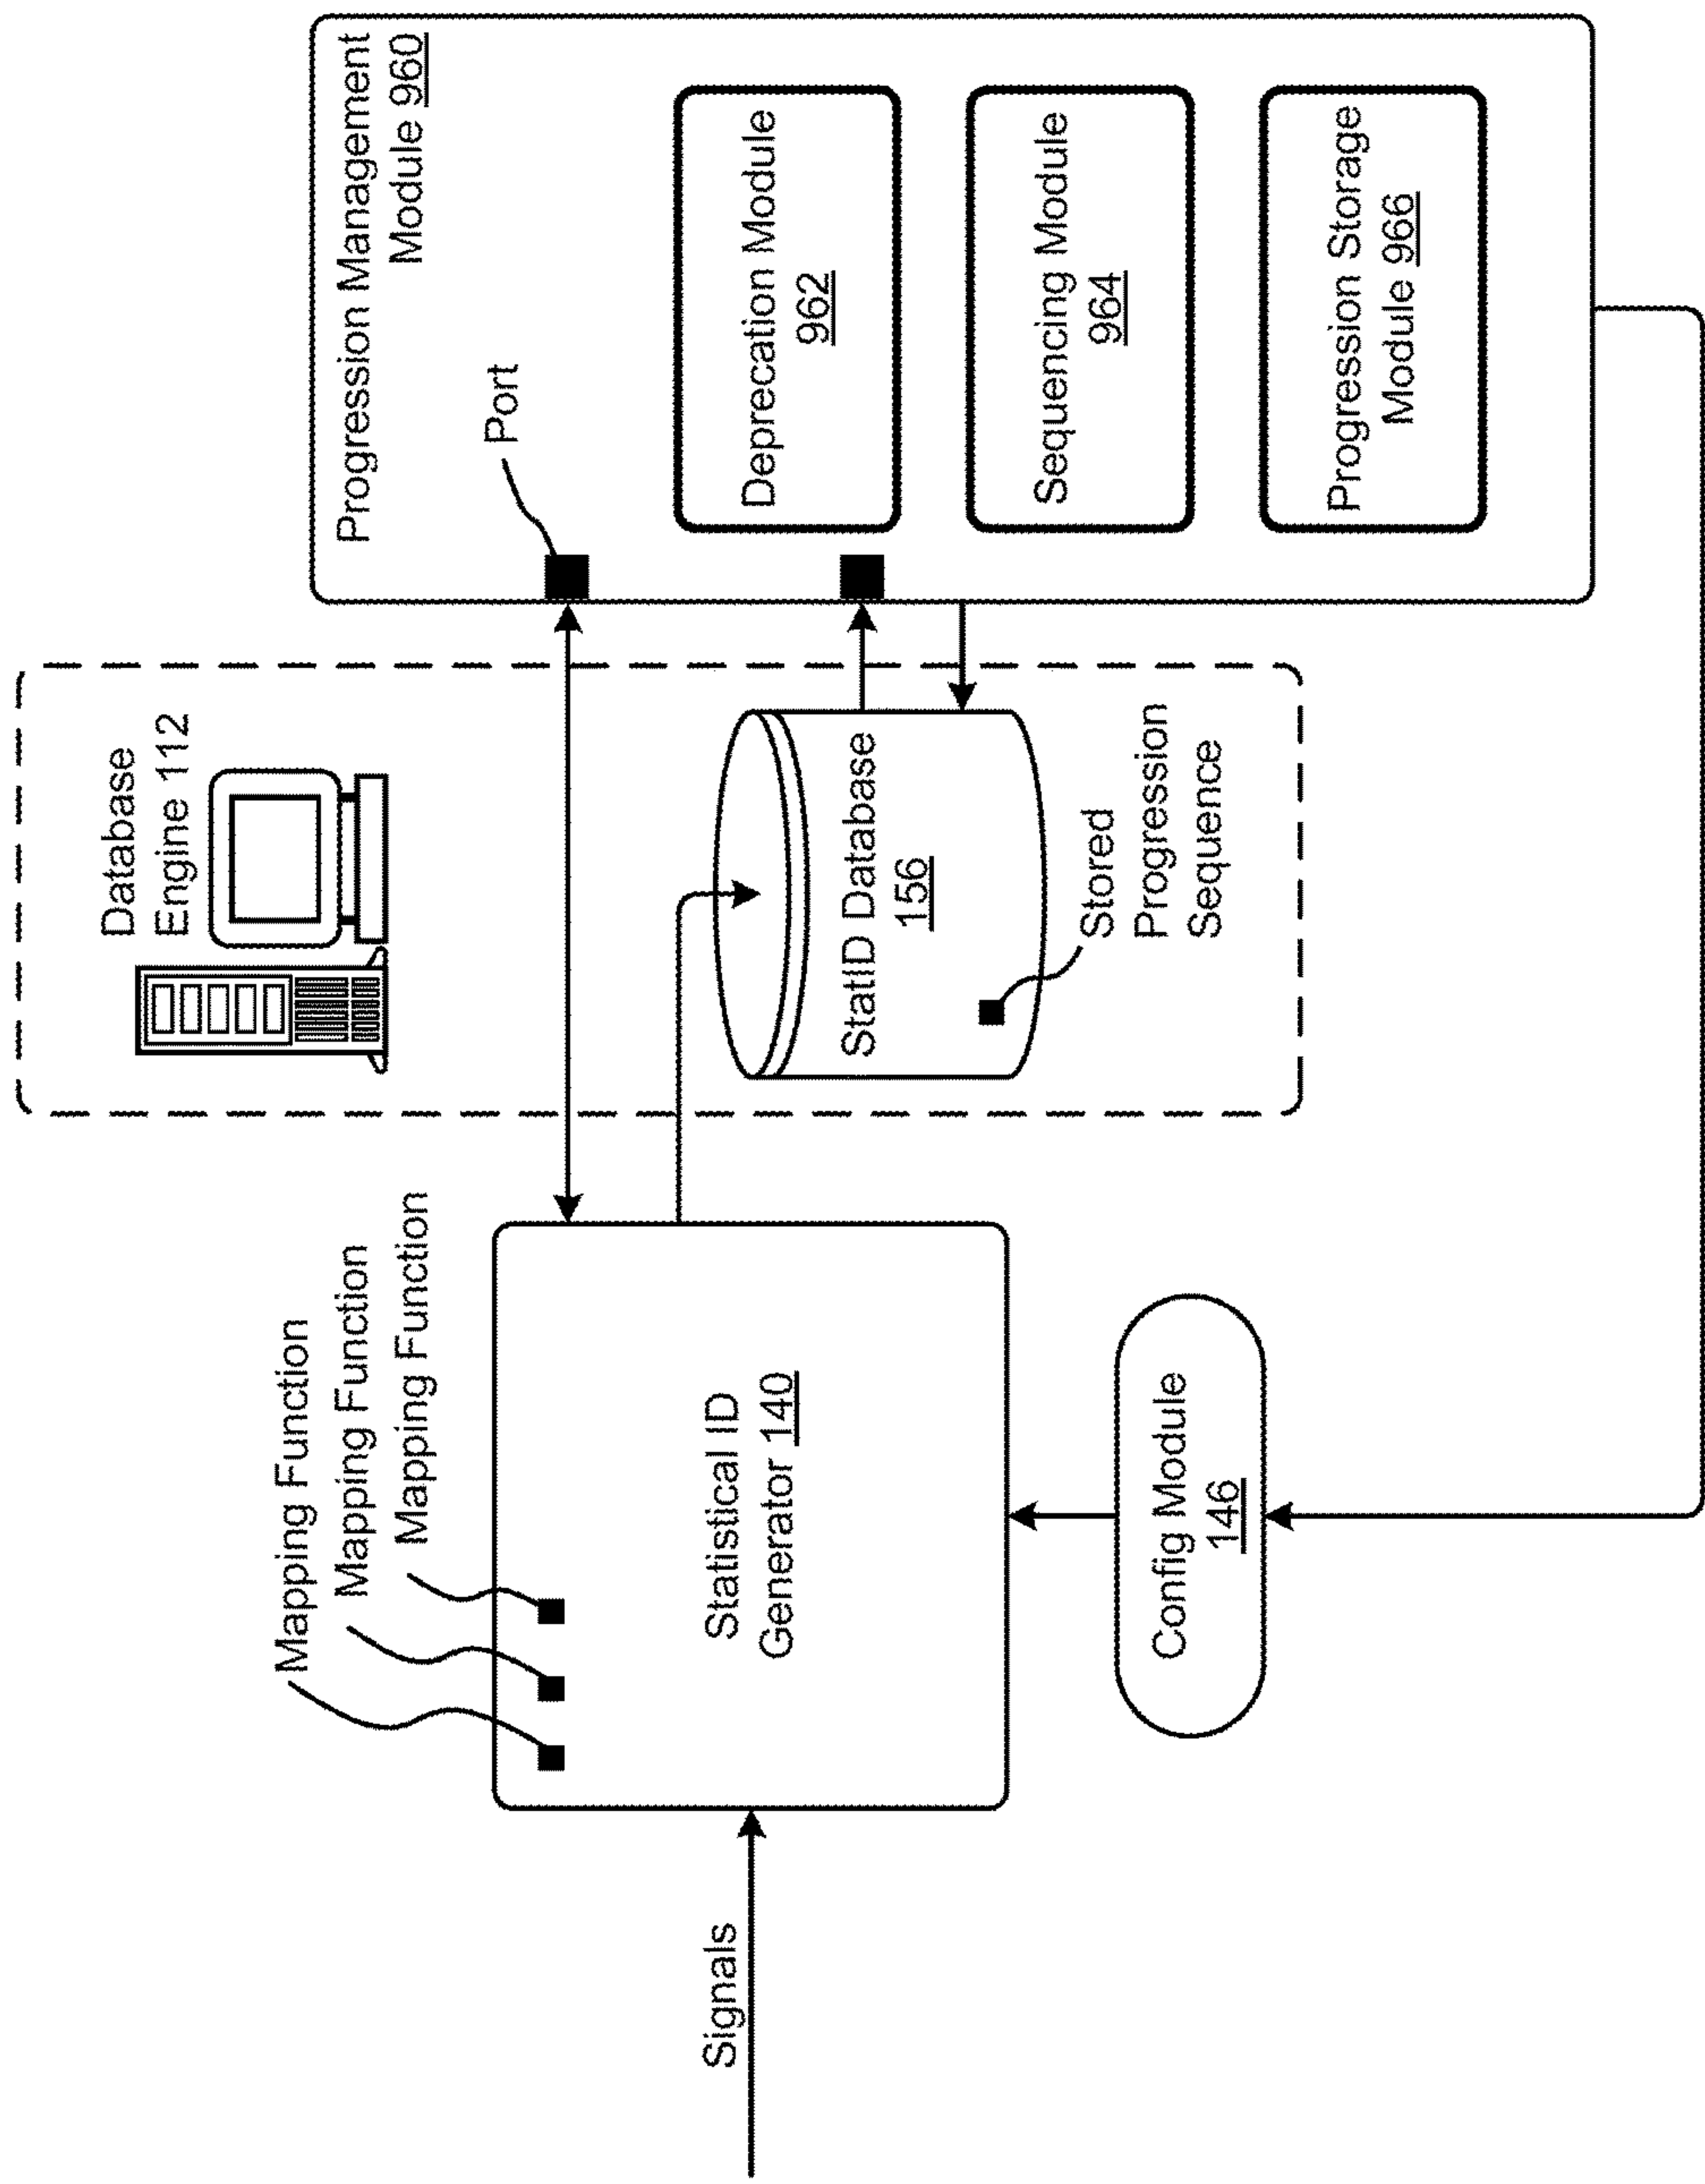 Signals
Mapping Function
Mapping Function
Mapping Function
Statistical ID
Generator 140
Config Module
146
Database
Engine 112
StatID Database
156
Stored
Progression
Sequence
Port
Progression Management
Module 960
Deprecation Module
962
Sequencing Module
964
Progression Storage
Module 966